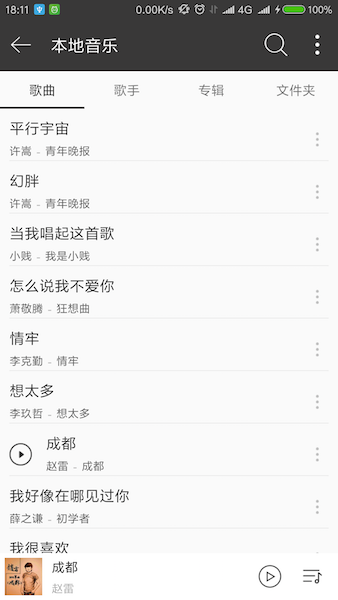 18:11 0.00K/s 4G 100%
本地音乐
歌曲 歌手 专辑 文件夹
平行宇宙
许嵩 - 青年晚报
幻胖
许嵩 - 青年晚报
当我唱起这首歌
小贱 - 我是小贱
怎么说我不爱你
萧敬腾 - 狂想曲
情牢
李克勤 - 情牢
想太多
李玖哲 - 想太多
成都
赵雷 - 成都
我好像在哪见过你
薛之谦 - 初学者
我很喜欢
成都
赵雷